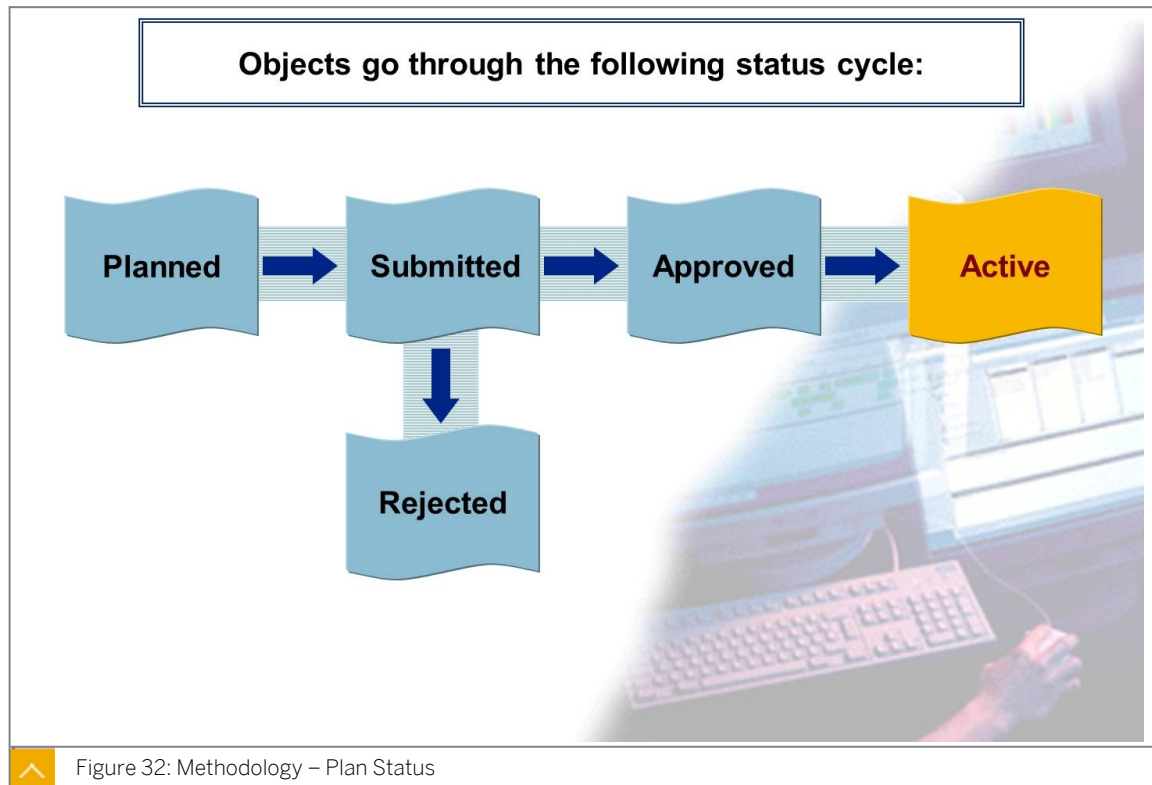 Objects go through the following status cycle:
Planned
Submitted
Approved
Active
Rejected
Figure 32: Methodology – Plan Status